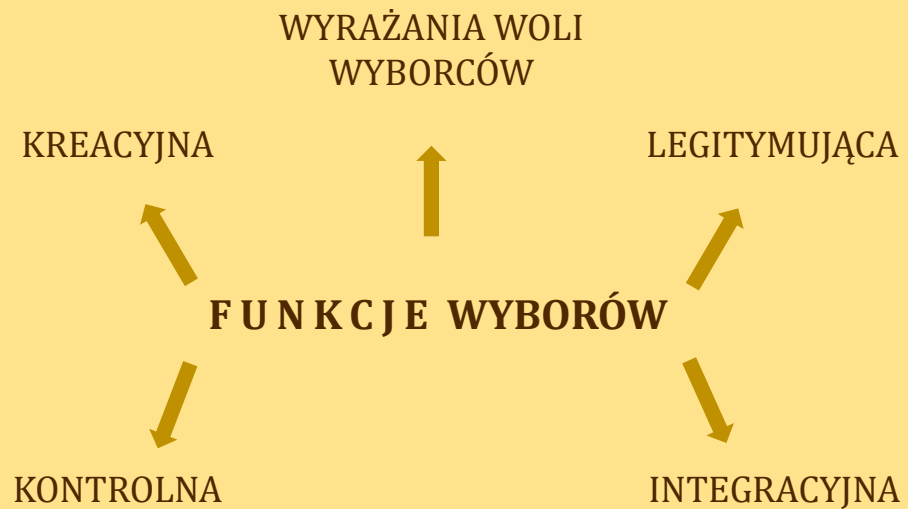 WYRAŻANIA WOLI
WYBORCÓW
KREACYJNA
LEGITYMUJĄCA
F U N K C J E WYBORÓW
KONTROLNA
INTEGRACYJNA